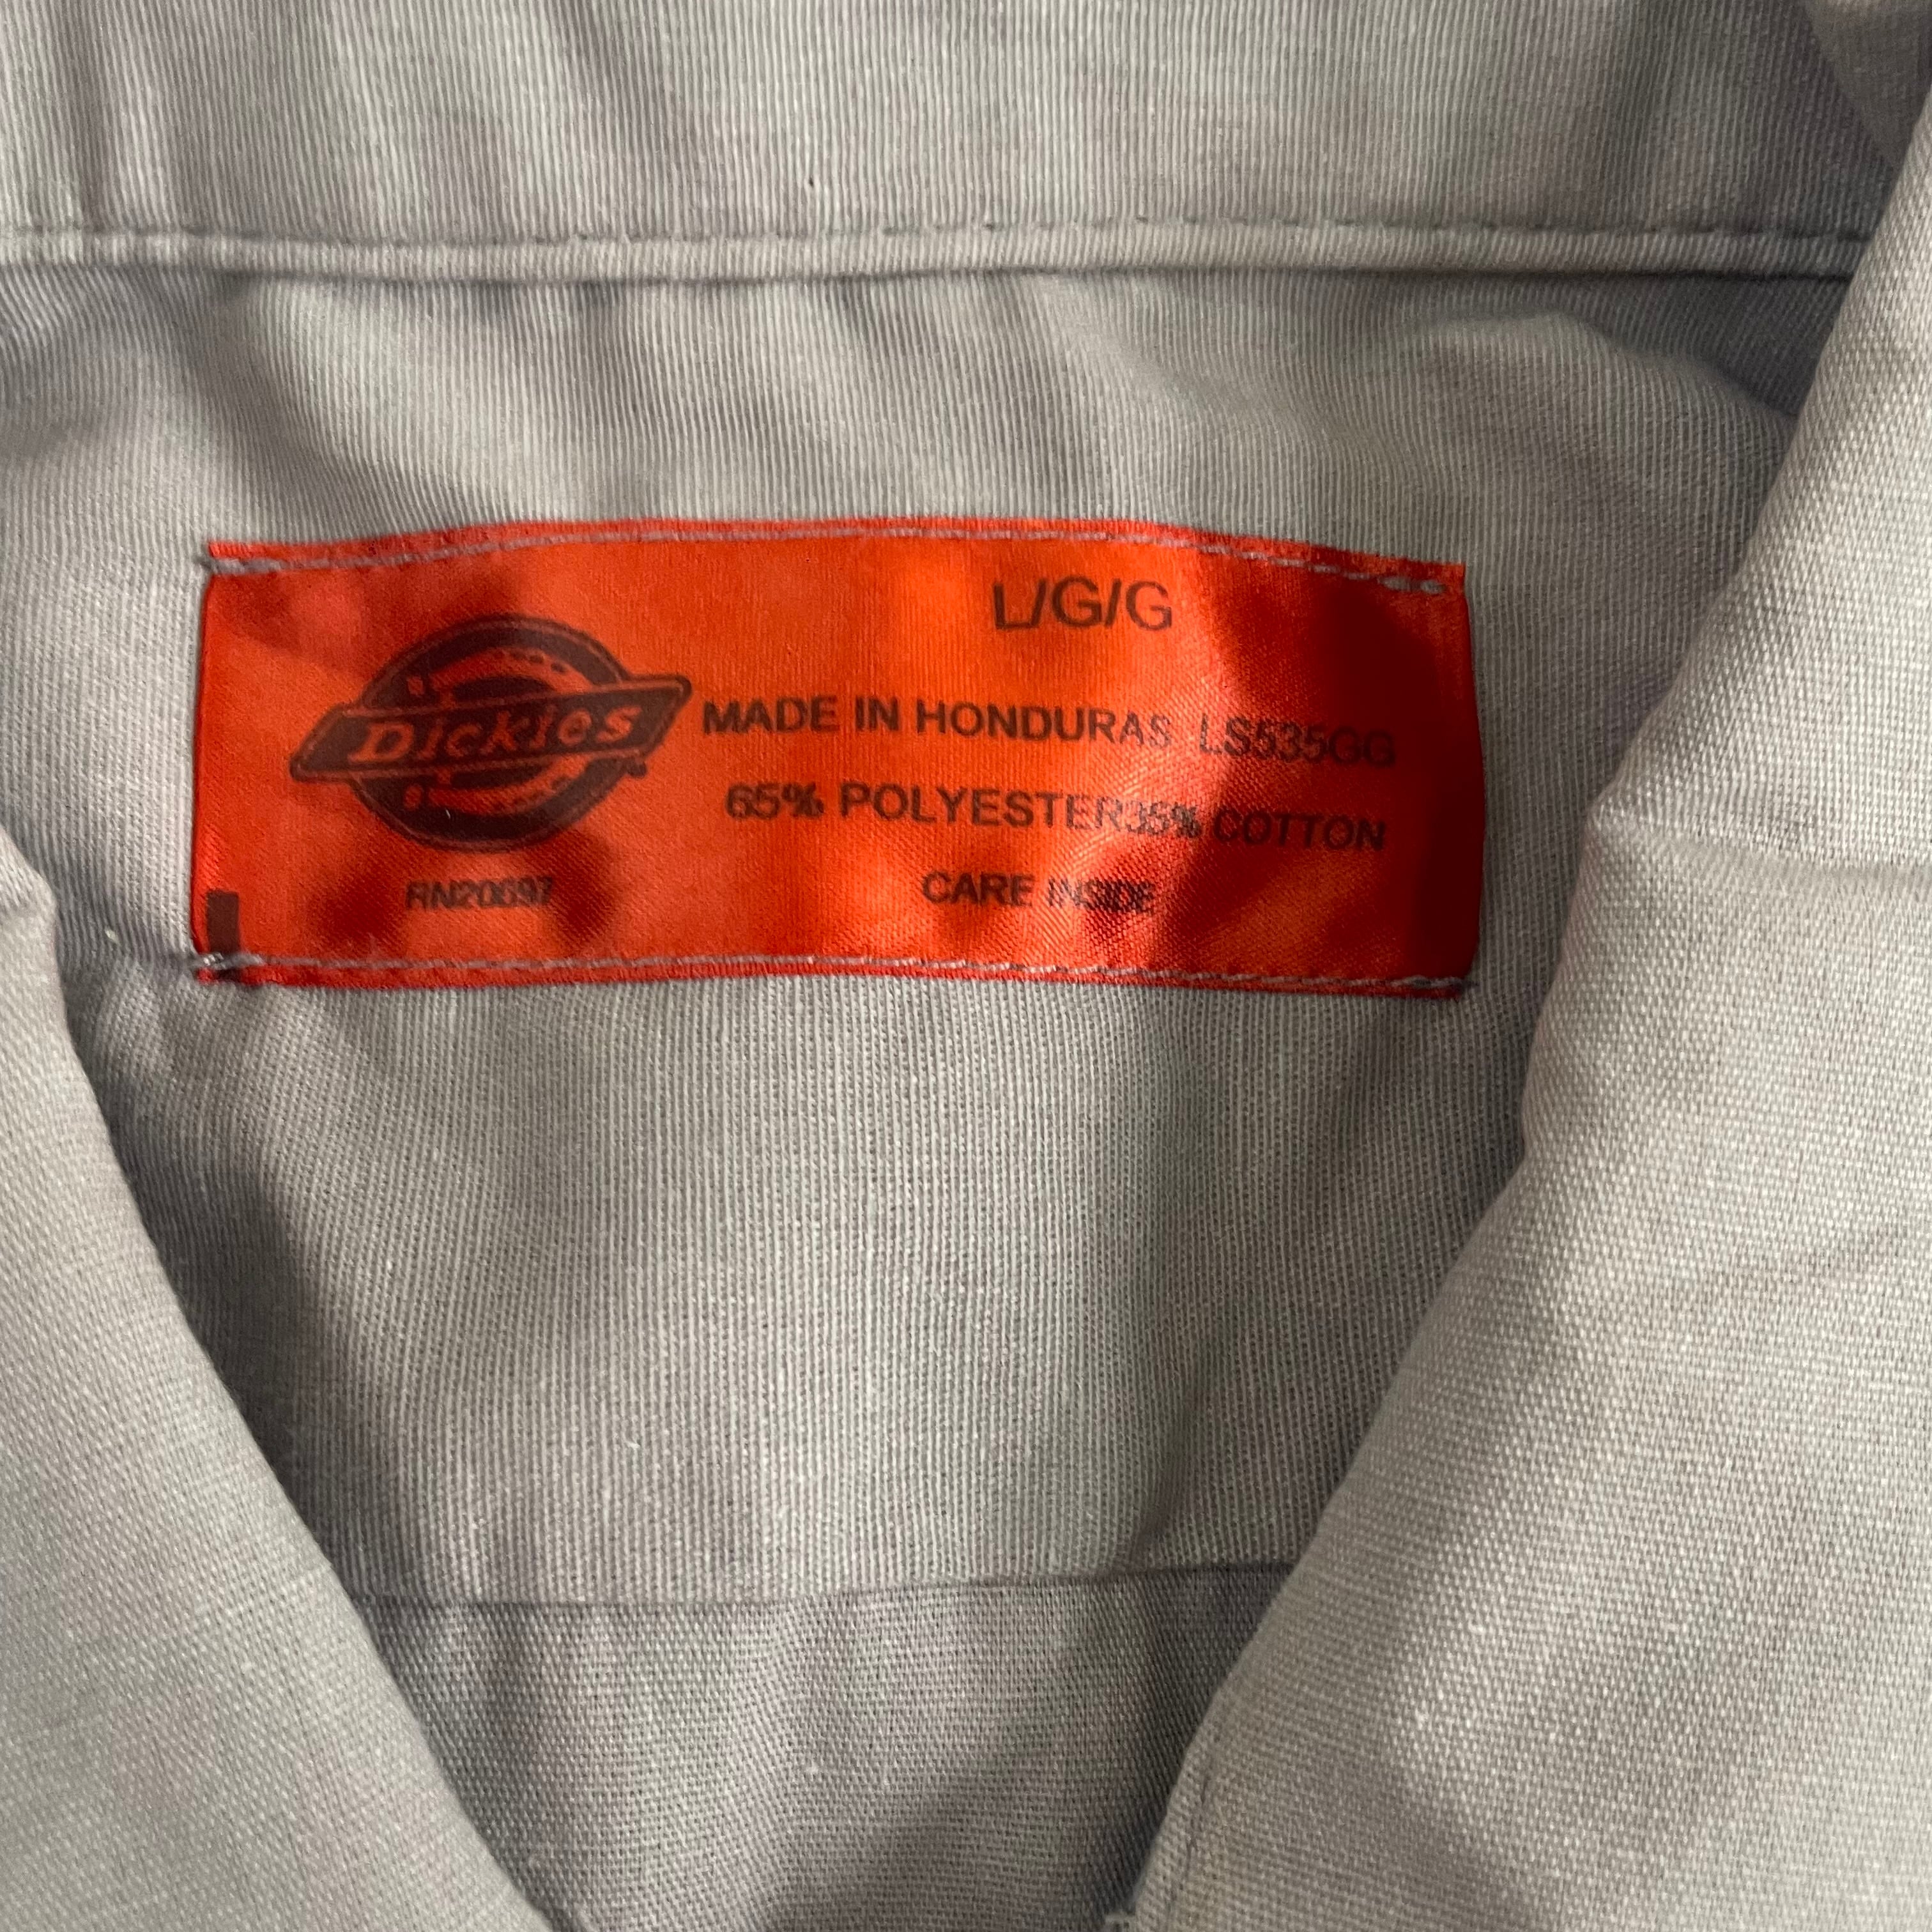 L/G/G
Dickies
MADE IN HONDURAS LS535GG
65% POLYESTER35% COTTON
RN20697
CARE INSIDE